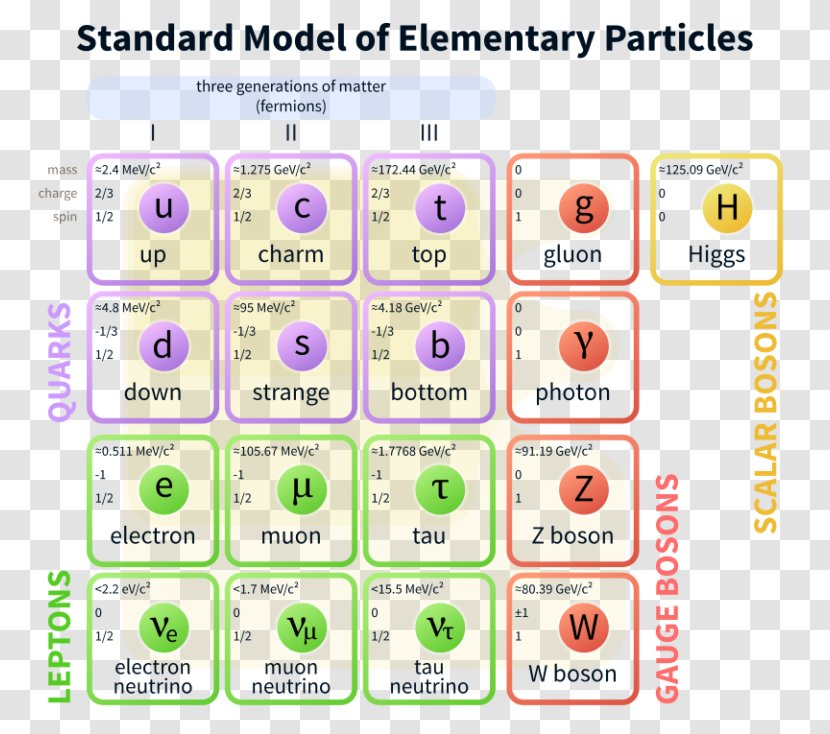 Standard Model of Elementary Particles
three generations of matter
(fermions)
I II III
mass
charge
spin
≈2.4 MeV/c²
2/3
1/2
u
up
≈1.275 GeV/c²
2/3
1/2
c
charm
≈172.44 GeV/c²
2/3
1/2
t
top
0
0
1
g
gluon
≈125.09 GeV/c²
0
0
H
Higgs
QUARKS
≈4.8 MeV/c²
-1/3
1/2
d
down
≈95 MeV/c²
-1/3
1/2
s
strange
≈4.18 GeV/c²
-1/3
1/2
b
bottom
0
0
1
γ
photon
SCALAR BOSONS
≈0.511 MeV/c²
-1
1/2
e
electron
≈105.67 MeV/c²
-1
1/2
μ
muon
≈1.7768 GeV/c²
-1
1/2
τ
tau
≈91.19 GeV/c²
0
1
Z
Z boson
GAUGE BOSONS
LEPTONS
<2.2 eV/c²
0
1/2
νe
electron
neutrino
<1.7 MeV/c²
0
1/2
νμ
muon
neutrino
<15.5 MeV/c²
0
1/2
ντ
tau
neutrino
≈80.39 GeV/c²
±1
1
W
W boson